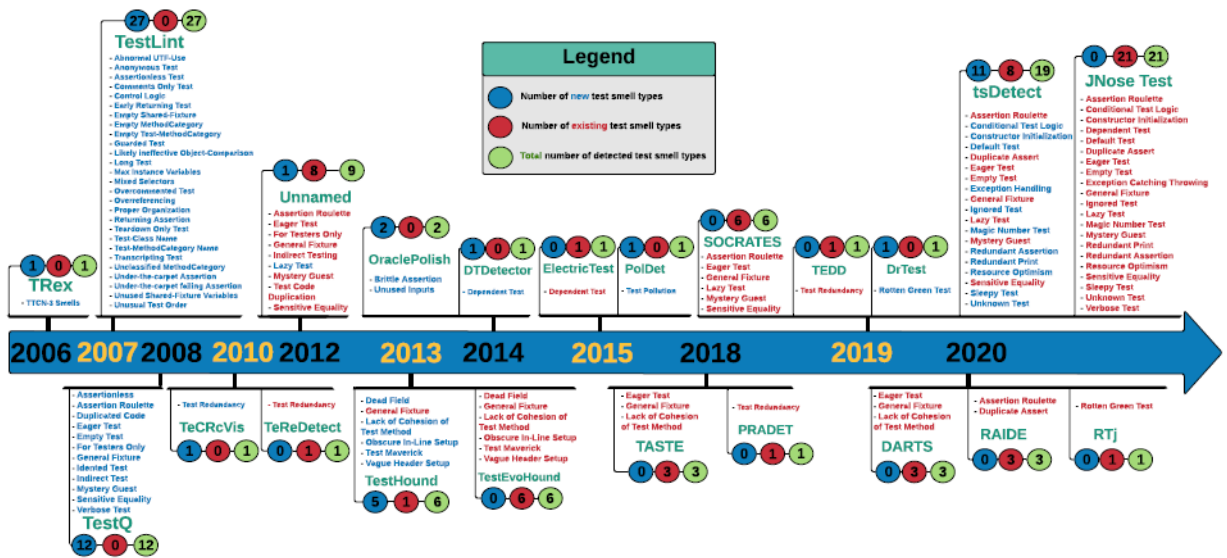 27 0 27
TestLint
- Abnormal UTF-Use
- Anonymous Test
- Assertionless Test
- Comments Only Test
- Control Logic
- Early Returning Test
- Empty Shared-Fixture
- Empty MethodCategory
- Empty Test-MethodCategory
- Guarded Test
- Likely Ineffective Object-Comparison
- Long Test
- Max Instance Variables
- Mixed Selectors
- Overcommented Test
- Overreferencing
- Proper Organization
- Returning Assertion
- Teardown Only Test
- Test-Class Name
- Test-MethodCategory Name
- Transcripting Test
- Unclassified MethodCategory
- Under-the-carpet Assertion
- Under-the-carpet failing Assertion
- Unused Shared-Fixture Variables
- Unusual Test Order
1 0 1
TRex
- TTCN-3 Smells
1 8 9
Unnamed
- Assertion Roulette
- Eager Test
- For Testers Only
- General Fixture
- Indirect Testing
- Lazy Test
- Mystery Guest
- Test Code
Duplication
- Sensitive Equality
Legend
Number of new test smell types
Number of existing test smell types
Total number of detected test smell types
2 0 2
OraclePolish
- Brittle Assertion
- Unused Inputs
1 0 1
DTDetector
- Dependent Test
0 1 1
ElectricTest
- Dependent Test
1 0 1
PolDet
- Test Pollution
0 6 6
SOCRATES
- Assertion Roulette
- Eager Test
- General Fixture
- Lazy Test
- Mystery Guest
- Sensitive Equality
0 1 1
TEDD
- Test Redundancy
1 0 1
DrTest
- Rotten Green Test
11 8 19
tsDetect
- Assertion Roulette
- Conditional Test Logic
- Constructor Initialization
- Default Test
- Duplicate Assert
- Eager Test
- Empty Test
- Exception Handling
- General Fixture
- Ignored Test
- Lazy Test
- Magic Number Test
- Mystery Guest
- Redundant Assertion
- Redundant Print
- Resource Optimism
- Sensitive Equality
- Sleepy Test
- Unknown Test
0 21 21
JNose Test
- Assertion Roulette
- Conditional Test Logic
- Constructor Initialization
- Dependent Test
- Default Test
- Duplicate Assert
- Eager Test
- Empty Test
- Exception Catching Throwing
- General Fixture
- Ignored Test
- Lazy Test
- Magic Number Test
- Mystery Guest
- Redundant Print
- Redundant Assertion
- Resource Optimism
- Sensitive Equality
- Sleepy Test
- Unknown Test
- Verbose Test
2006 2007 2008 2010 2012 2013 2014 2015 2018 2019 2020
- Assertionless
- Assertion Roulette
- Duplicated Code
- Eager Test
- Empty Test
- For Testers Only
- General Fixture
- Idented Test
- Indirect Test
- Mystery Guest
- Sensitive Equality
- Verbose Test
TestQ
12 0 12
- Test Redundancy
TeCRcVis
1 0 1
- Test Redundancy
TeReDetect
0 1 1
- Dead Field
- General Fixture
- Lack of Cohesion of
Test Method
- Obscure In-Line Setup
- Test Maverick
- Vague Header Setup
TestHound
5 1 6
- Dead Field
- General Fixture
- Lack of Cohesion of
Test Method
- Obscure In-Line Setup
- Test Maverick
- Vague Header Setup
TestEvoHound
0 6 6
- Eager Test
- General Fixture
- Lack of Cohesion
of Test Method
TASTE
0 3 3
- Test Redundancy
PRADET
0 1 1
- Eager Test
- General Fixture
- Lack of Cohesion
of Test Method
DARTS
0 3 3
- Assertion Roulette
- Duplicate Assert
RAIDE
0 3 3
- Rotten Green Test
RTj
0 1 1